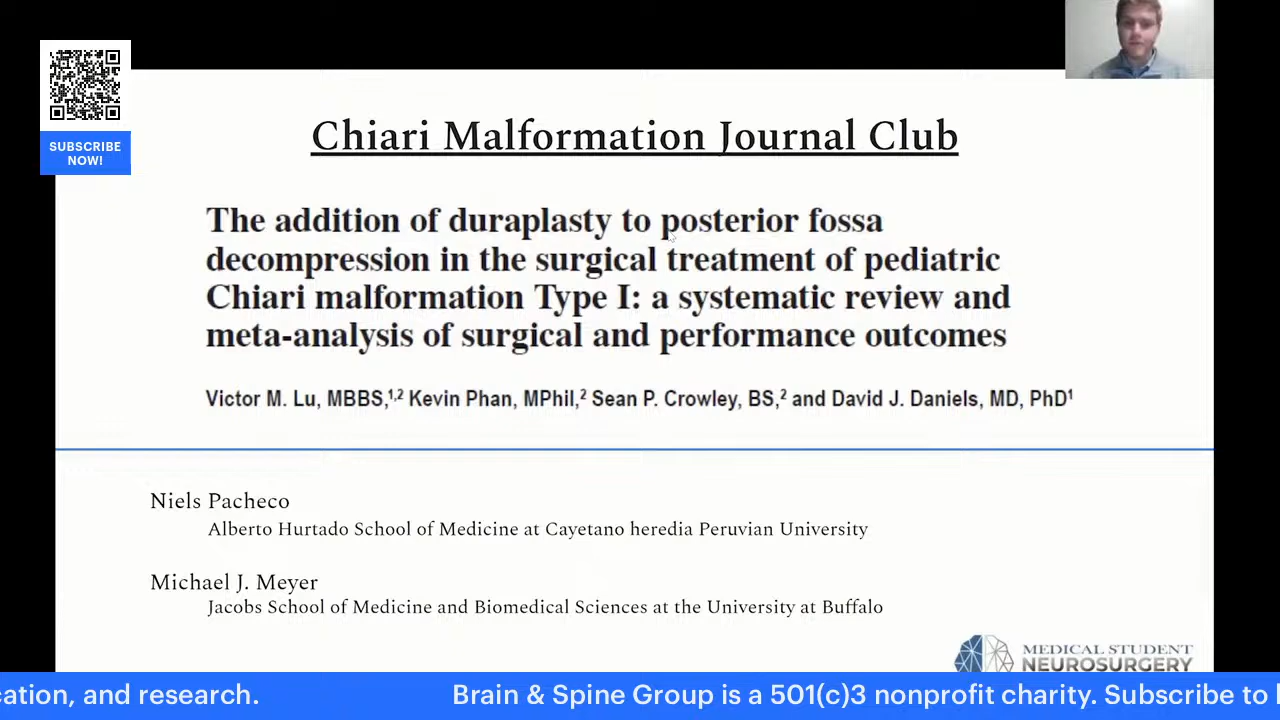 SUBSCRIBE
NOW!
Chiari Malformation Journal Club
The addition of duraplasty to posterior fossa
decompression in the surgical treatment of pediatric
Chiari malformation Type I: a systematic review and
meta-analysis of surgical and performance outcomes
Victor M. Lu, MBBS,1,2 Kevin Phan, MPhil,2 Sean P. Crowley, BS,2 and David J. Daniels, MD, PhD1
Niels Pacheco
Alberto Hurtado School of Medicine at Cayetano heredia Peruvian University
Michael J. Meyer
Jacobs School of Medicine and Biomedical Sciences at the University at Buffalo
MEDICAL STUDENT
NEUROSURGERY
cation, and research. Brain & Spine Group is a 501(c)3 nonprofit charity. Subscribe to